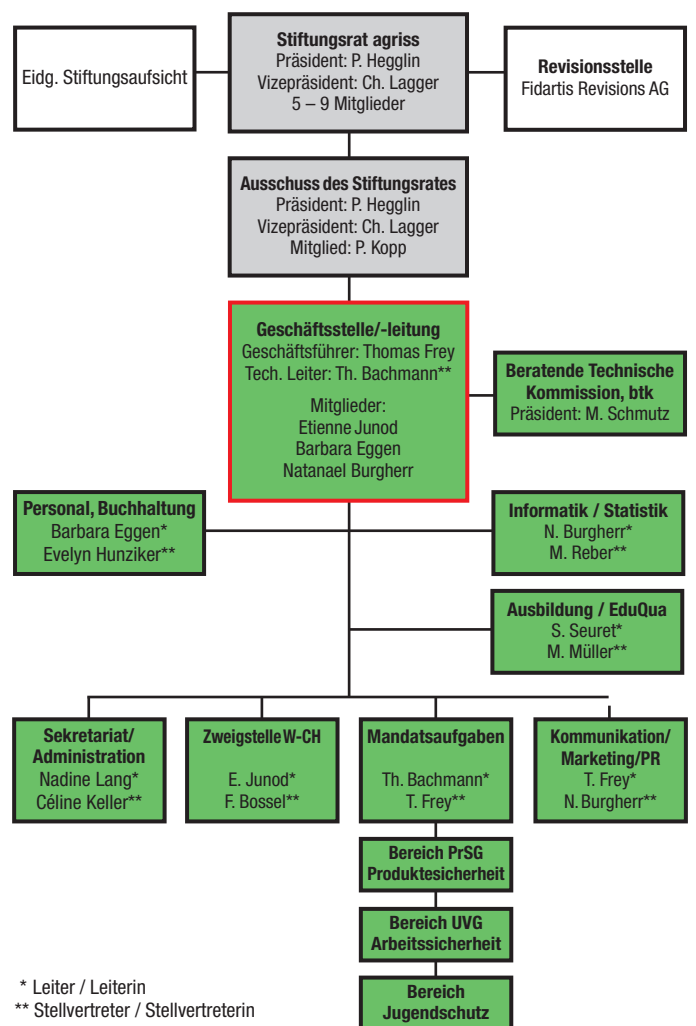 Eidg. Stiftungsaufsicht
Stiftungsrat agriss
Präsident: P. Hegglin
Vizepräsident: Ch. Lagger
5 – 9 Mitglieder
Revisionsstelle
Fidartis Revisions AG
Ausschuss des Stiftungsrates
Präsident: P. Hegglin
Vizepräsident: Ch. Lagger
Mitglied: P. Kopp
Geschäftsstelle/-leitung
Geschäftsführer: Thomas Frey
Tech. Leiter: Th. Bachmann**
Mitglieder:
Etienne Junod
Barbara Eggen
Natanael Burgherr
Beratende Technische
Kommission, btk
Präsident: M. Schmutz
Personal, Buchhaltung
Barbara Eggen*
Evelyn Hunziker**
Informatik / Statistik
N. Burgherr*
M. Reber**
Ausbildung / EduQua
S. Seuret*
M. Müller**
Sekretariat/
Administration
Nadine Lang*
Céline Keller**
Zweigstelle W-CH
E. Junod*
F. Bossel**
Mandatsaufgaben
Th. Bachmann*
T. Frey**
Kommunikation/
Marketing/PR
T. Frey*
N. Burgherr**
Bereich PrSG
Produktesicherheit
Bereich UVG
Arbeitssicherheit
Bereich
Jugendschutz
* Leiter / Leiterin
** Stellvertreter / Stellvertreterin